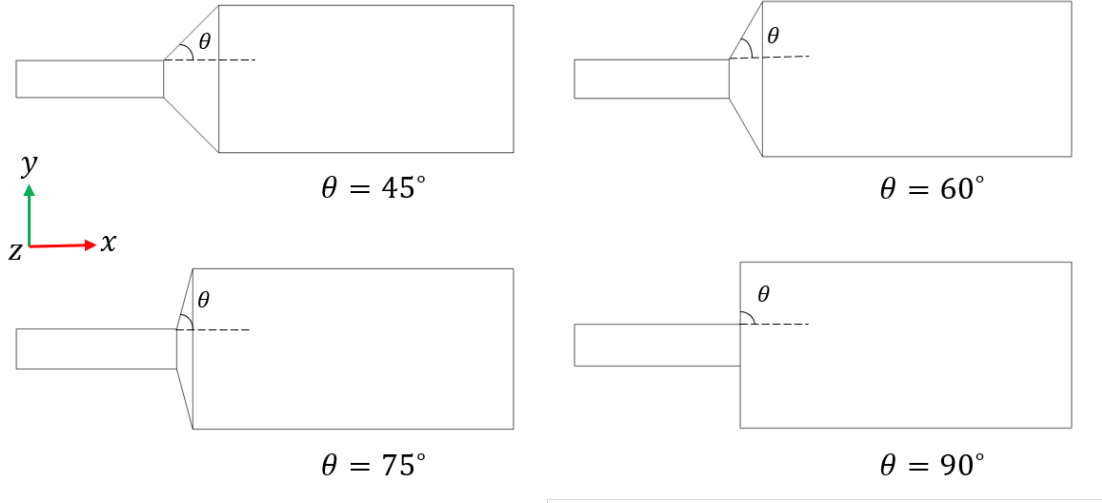 θ
θ
θ = 45°
θ = 60°
y
z
x
θ
θ
θ = 75°
θ = 90°